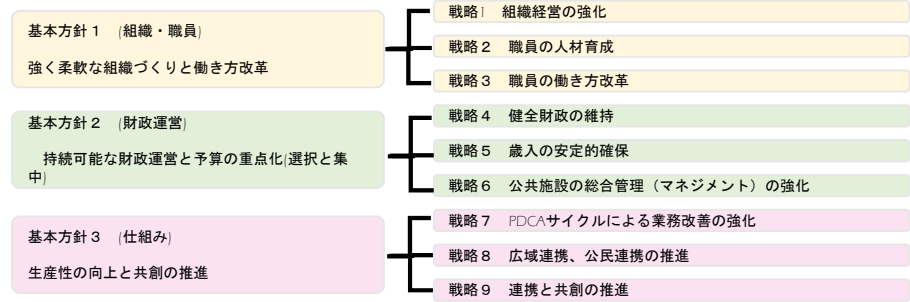 基本方針１　(組織・職員)
強く柔軟な組織づくりと働き方改革
戦略1　組織経営の強化
戦略２　職員の人材育成
戦略３　職員の働き方改革
基本方針２　(財政運営)
　持続可能な財政運営と予算の重点化(選択と集
中)
戦略４　健全財政の維持
戦略５　歳入の安定的確保
戦略６　公共施設の総合管理（マネジメント）の強化
基本方針３　(仕組み)
生産性の向上と共創の推進
戦略７　PDCAサイクルによる業務改善の強化
戦略８　広域連携、公民連携の推進
戦略９　連携と共創の推進